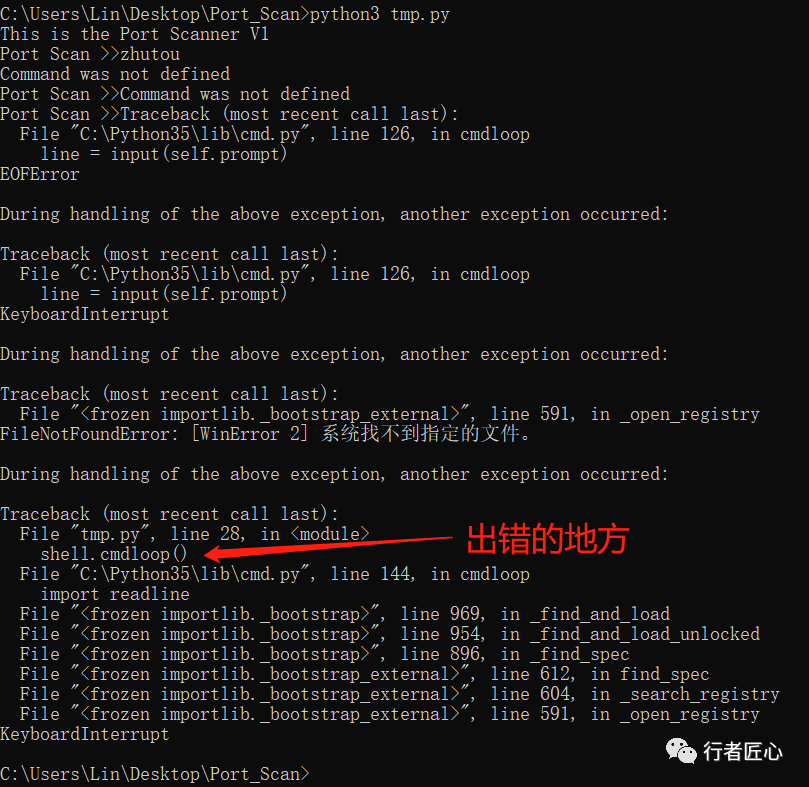 C:\Users\Lin\Desktop\Port_Scan>python3 tmp.py
This is the Port Scanner V1
Port Scan >>zhutou
Command was not defined
Port Scan >>Command was not defined
Port Scan >>Traceback (most recent call last):
  File "C:\Python35\lib\cmd.py", line 126, in cmdloop
    line = input(self.prompt)
EOFError
During handling of the above exception, another exception occurred:
Traceback (most recent call last):
  File "C:\Python35\lib\cmd.py", line 126, in cmdloop
    line = input(self.prompt)
KeyboardInterrupt
During handling of the above exception, another exception occurred:
Traceback (most recent call last):
  File "<frozen importlib._bootstrap_external>", line 591, in _open_registry
FileNotFoundError: [WinError 2] 系统找不到指定的文件。
During handling of the above exception, another exception occurred:
Traceback (most recent call last):
  File "tmp.py", line 28, in <module>
    shell.cmdloop()
出错的地方
  File "C:\Python35\lib\cmd.py", line 144, in cmdloop
    import readline
  File "<frozen importlib._bootstrap>", line 969, in _find_and_load
  File "<frozen importlib._bootstrap>", line 954, in _find_and_load_unlocked
  File "<frozen importlib._bootstrap>", line 896, in _find_spec
  File "<frozen importlib._bootstrap_external>", line 612, in find_spec
  File "<frozen importlib._bootstrap_external>", line 604, in _search_registry
  File "<frozen importlib._bootstrap_external>", line 591, in _open_registry
KeyboardInterrupt
行者匠心
C:\Users\Lin\Desktop\Port_Scan>